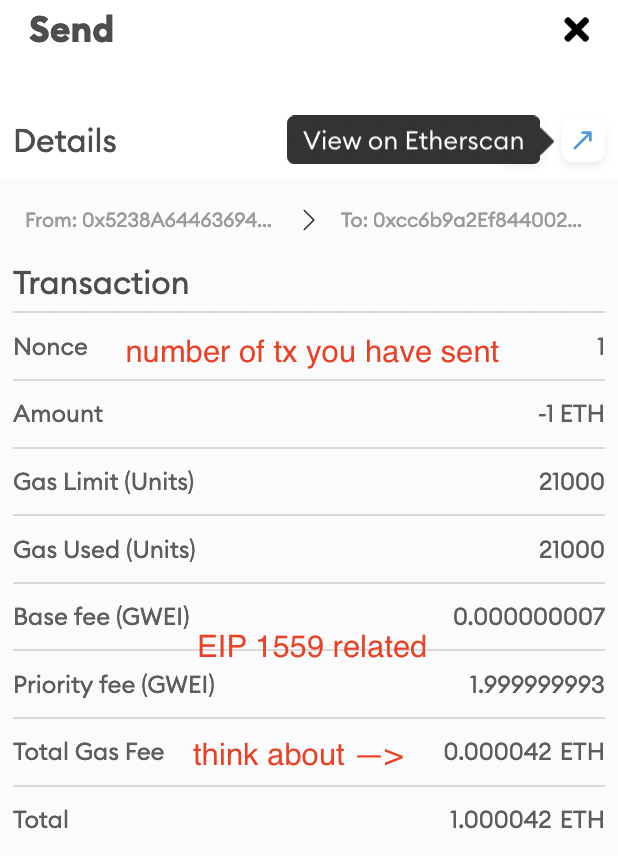 Send
Details
View on Etherscan
From: 0x5238A64463694... > To: 0xcc6b9a2Ef844002...
Transaction
Nonce number of tx you have sent 1
Amount -1 ETH
Gas Limit (Units) 21000
Gas Used (Units) 21000
Base fee (GWEI) 0.000000007
EIP 1559 related
Priority fee (GWEI) 1.999999993
Total Gas Fee think about —> 0.000042 ETH
Total 1.000042 ETH